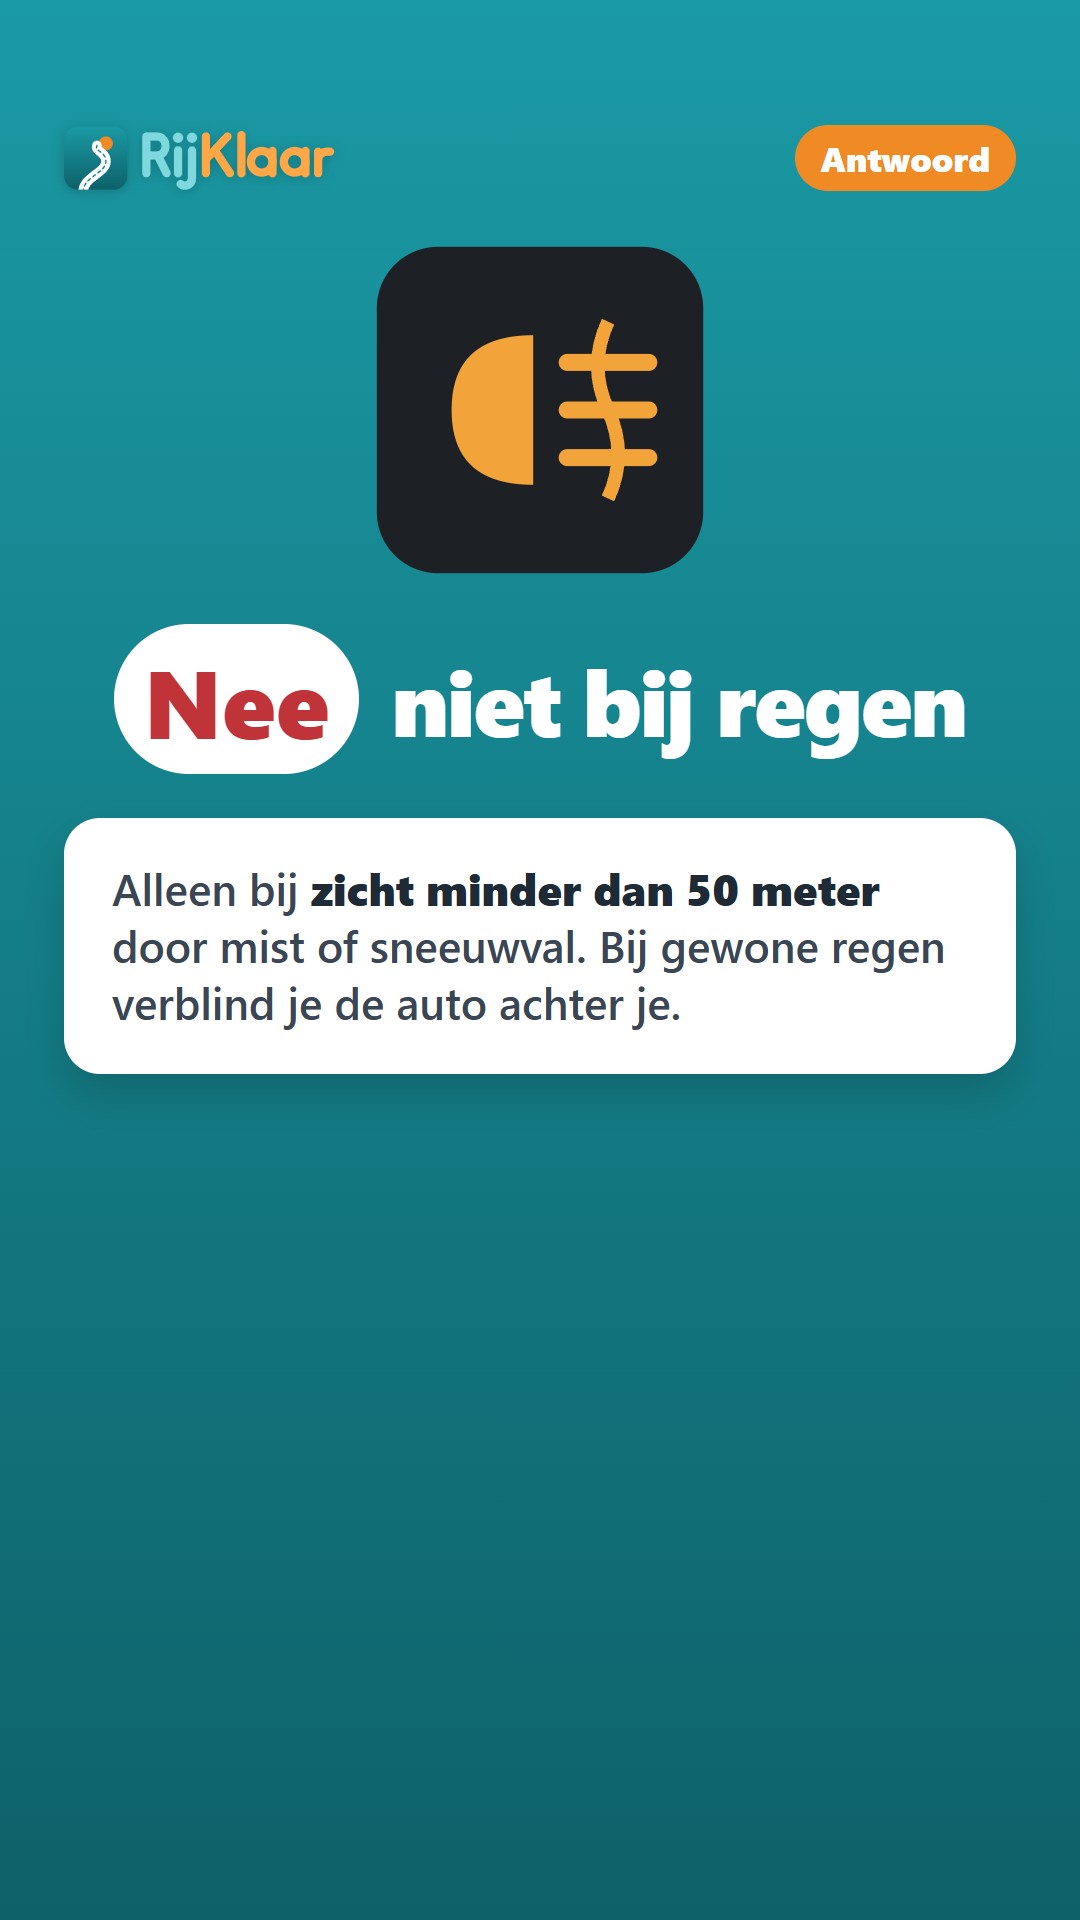 RijKlaar
Antwoord
Nee niet bij regen
Alleen bij zicht minder dan 50 meter
door mist of sneeuwval. Bij gewone regen
verblind je de auto achter je.